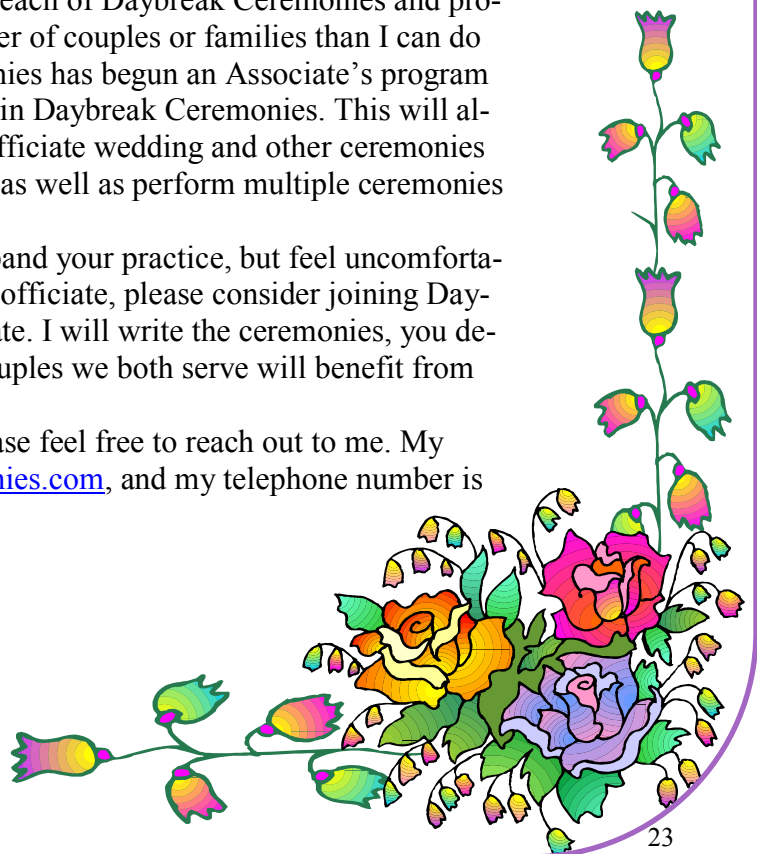 each of Daybreak Ceremonies and pro-
er of couples or families than I can do
nies has begun an Associate's program
in Daybreak Ceremonies. This will al-
fficiate wedding and other ceremonies
as well as perform multiple ceremonies
pand your practice, but feel uncomforta-
officiate, please consider joining Day-
ate. I will write the ceremonies, you de-
uples we both serve will benefit from
ase feel free to reach out to me. My
nies.com, and my telephone number is
23